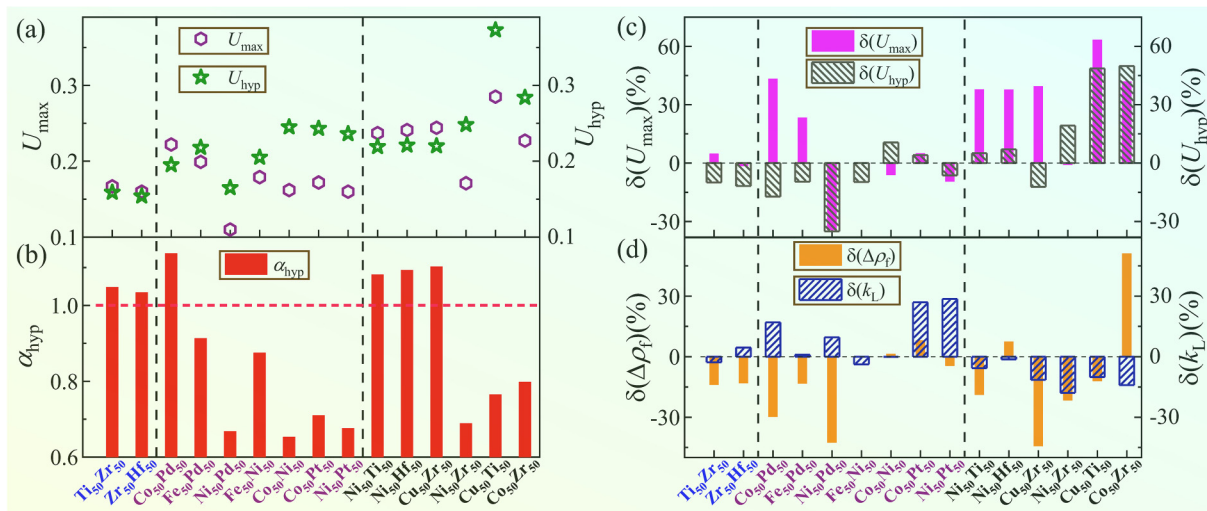 (a)
U_max
U_hyp
0.3
0.2
0.1
U_max
0.3
0.2
0.1
U_hyp
(b)
α_hyp
1.0
0.8
0.6
α_hyp
Ti₅₀Zr₅₀
Zr₅₀Hf₅₀
Co₅₀Pd₅₀
Fe₅₀Pd₅₀
Ni₅₀Pd₅₀
Fe₅₀Ni₅₀
Co₅₀Ni₅₀
Co₅₀Pt₅₀
Ni₅₀Pt₅₀
Ni₅₀Ti₅₀
Ni₅₀Hf₅₀
Cu₅₀Zr₅₀
Ni₅₀Zr₅₀
Cu₅₀Ti₅₀
Co₅₀Zr₅₀
(c)
δ(U_max)
δ(U_hyp)
60
30
0
-30
δ(U_max)(%)
60
30
0
-30
δ(U_hyp)(%)
(d)
δ(Δρ_f)
δ(k_L)
30
0
-30
δ(Δρ_f)(%)
30
0
-30
δ(k_L)(%)
Ti₅₀Zr₅₀
Zr₅₀Hf₅₀
Co₅₀Pd₅₀
Fe₅₀Pd₅₀
Ni₅₀Pd₅₀
Fe₅₀Ni₅₀
Co₅₀Ni₅₀
Co₅₀Pt₅₀
Ni₅₀Pt₅₀
Ni₅₀Ti₅₀
Ni₅₀Hf₅₀
Cu₅₀Zr₅₀
Ni₅₀Zr₅₀
Cu₅₀Ti₅₀
Co₅₀Zr₅₀